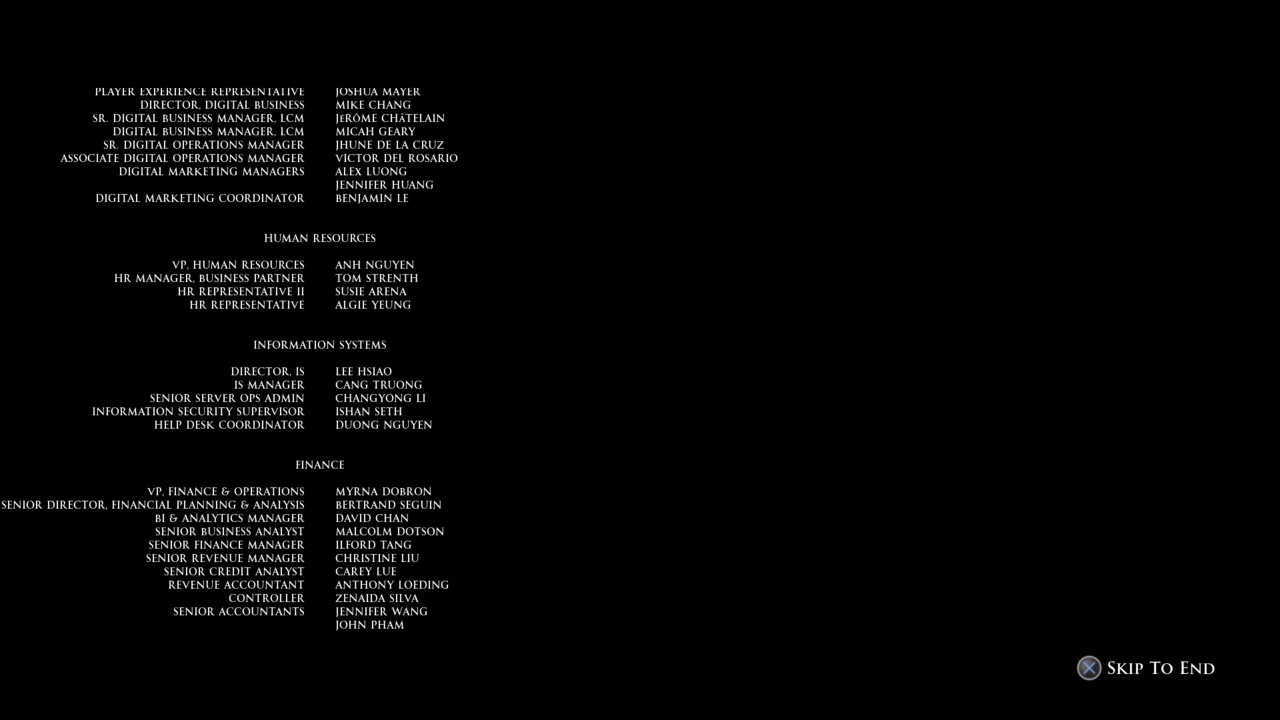 PLAYER EXPERIENCE REPRESENTATIVE JOSHUA MAYER
DIRECTOR, DIGITAL BUSINESS MIKE CHANG
SR. DIGITAL BUSINESS MANAGER, LCM JÉRÔME CHÂTELAIN
DIGITAL BUSINESS MANAGER, LCM MICAH GEARY
SR. DIGITAL OPERATIONS MANAGER JHUNE DE LA CRUZ
ASSOCIATE DIGITAL OPERATIONS MANAGER VICTOR DEL ROSARIO
DIGITAL MARKETING MANAGERS ALEX LUONG
JENNIFER HUANG
DIGITAL MARKETING COORDINATOR BENJAMIN LE
HUMAN RESOURCES
VP, HUMAN RESOURCES ANH NGUYEN
HR MANAGER, BUSINESS PARTNER TOM STRENTH
HR REPRESENTATIVE II SUSIE ARENA
HR REPRESENTATIVE ALGIE YEUNG
INFORMATION SYSTEMS
DIRECTOR, IS LEE HSIAO
IS MANAGER CANG TRUONG
SENIOR SERVER OPS ADMIN CHANGYONG LI
INFORMATION SECURITY SUPERVISOR ISHAN SETH
HELP DESK COORDINATOR DUONG NGUYEN
FINANCE
VP, FINANCE & OPERATIONS MYRNA DOBRON
SENIOR DIRECTOR, FINANCIAL PLANNING & ANALYSIS BERTRAND SEGUIN
BI & ANALYTICS MANAGER DAVID CHAN
SENIOR BUSINESS ANALYST MALCOLM DOTSON
SENIOR FINANCE MANAGER ILFORD TANG
SENIOR REVENUE MANAGER CHRISTINE LIU
SENIOR CREDIT ANALYST CAREY LUE
REVENUE ACCOUNTANT ANTHONY LOEDING
CONTROLLER ZENAIDA SILVA
SENIOR ACCOUNTANTS JENNIFER WANG
JOHN PHAM
SKIP TO END